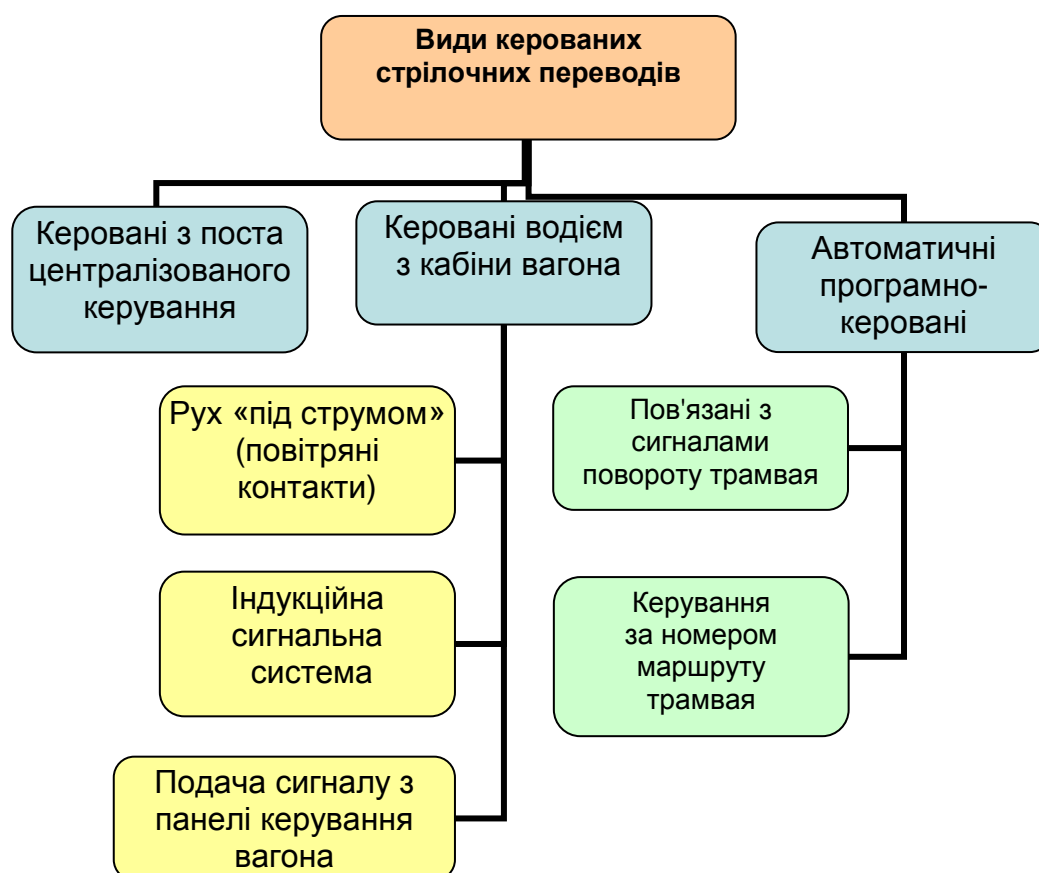 Види керованих
стрілочних переводів
Керовані з поста
централізованого
керування
Керовані водієм
з кабіни вагона
Автоматичні
програмно-
керовані
Рух «під струмом»
(повітряні
контакти)
Індукційна
сигнальна
система
Подача сигналу з
панелі керування
вагона
Пов'язані з
сигналами
повороту трамвая
Керування
за номером
маршруту
трамвая